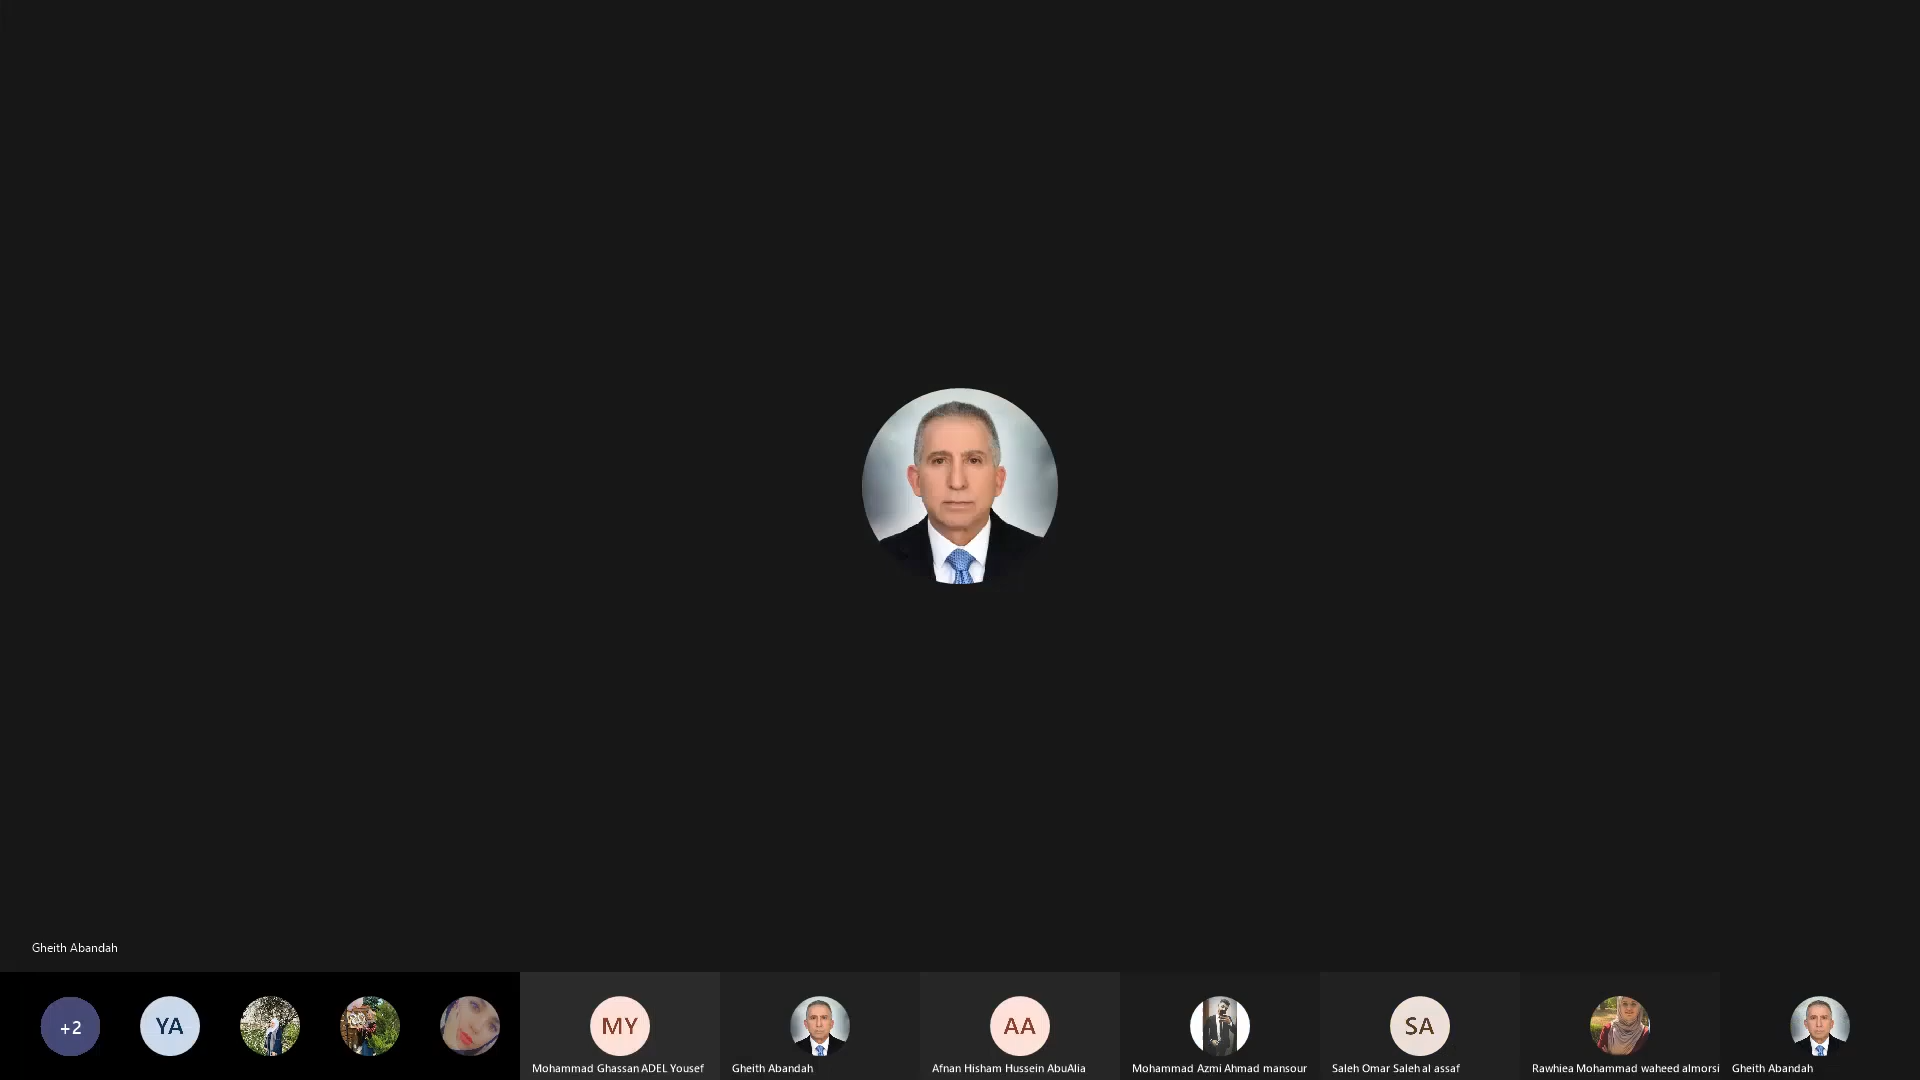 Gheith Abandah
+2
YA
MY
AA
SA
Mohammad Ghassan ADEL Yousef
Gheith Abandah
Afnan Hisham Hussein AbuAlia
Mohammad Azmi Ahmad mansour
Saleh Omar Saleh al assaf
Rawhiea Mohammad waheed almorsi
Gheith Abandah